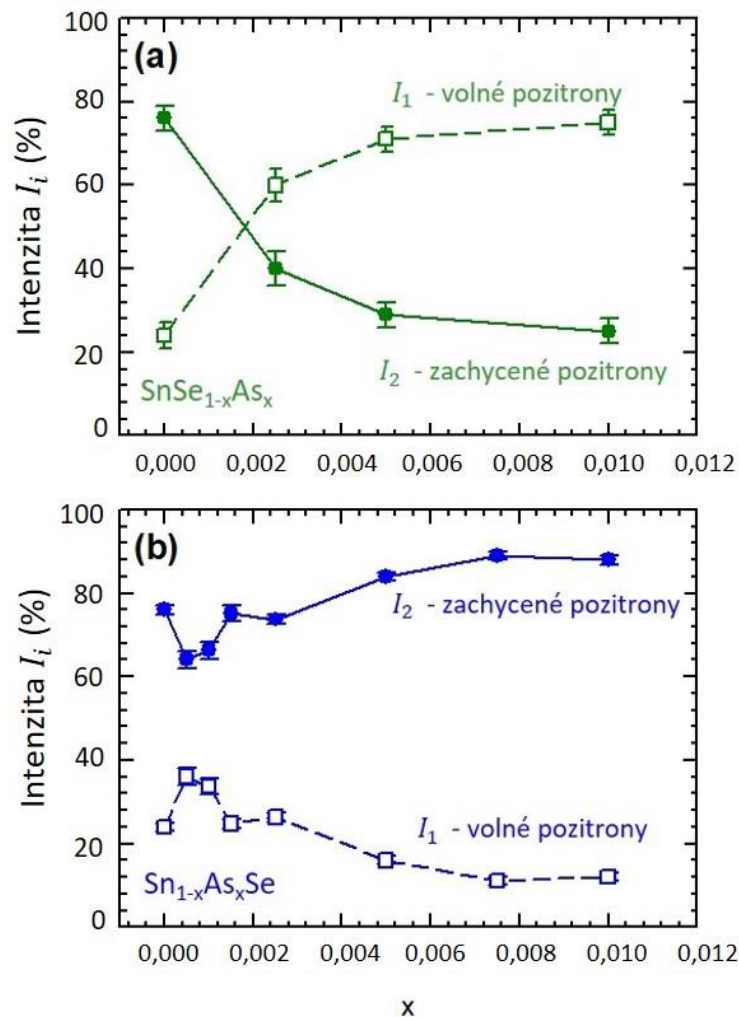 100
(a)
I₁ - volné pozitrony
80
60
Intenzita Iᵢ (%)
40
20
I₂ - zachycené pozitrony
SnSe₁₋ₓAsₓ
0
0,000 0,002 0,004 0,006 0,008 0,010 0,012
100
(b)
80
I₂ - zachycené pozitrony
60
Intenzita Iᵢ (%)
40
I₁ - volné pozitrony
20
Sn₁₋ₓAsₓSe
0
0,000 0,002 0,004 0,006 0,008 0,010 0,012
x